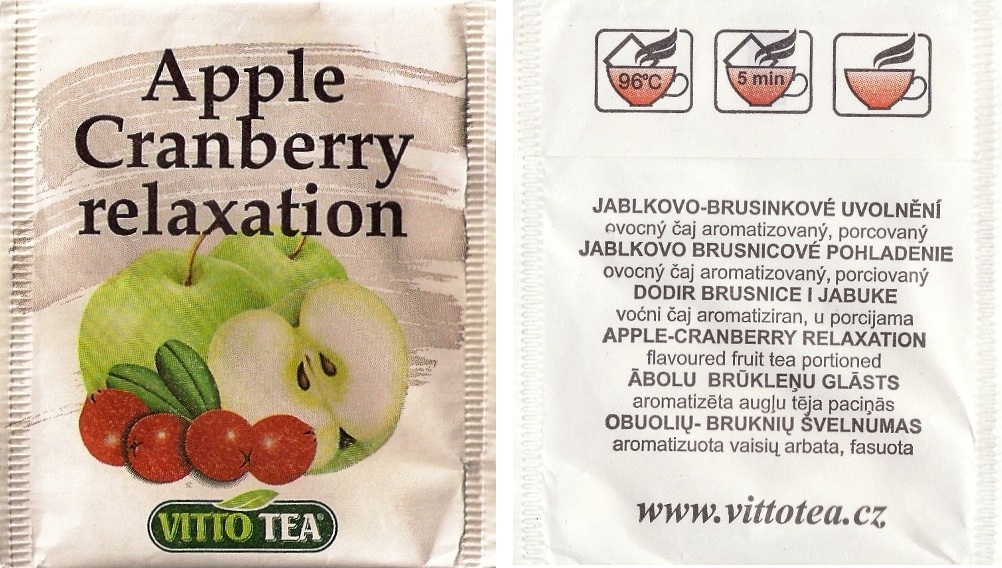 Apple
Cranberry
relaxation
VITTO TEA®
96°C
5 min
JABLKOVO-BRUSINKOVÉ UVOLNĚNÍ
ovocný čaj aromatizovaný, porcovaný
JABLKOVO BRUSNICOVÉ POHLADENIE
ovocný čaj aromatizovaný, porciovaný
DODIR BRUSNICE I JABUKE
voćni čaj aromatiziran, u porcijama
APPLE-CRANBERRY RELAXATION
flavoured fruit tea portioned
ĀBOLU BRŪKLEŅU GLĀSTS
aromatizēta augļu tēja paciņās
OBUOLIŲ- BRUKNIŲ ŠVELNUMAS
aromatizuota vaisių arbata, fasuota
www.vittotea.cz